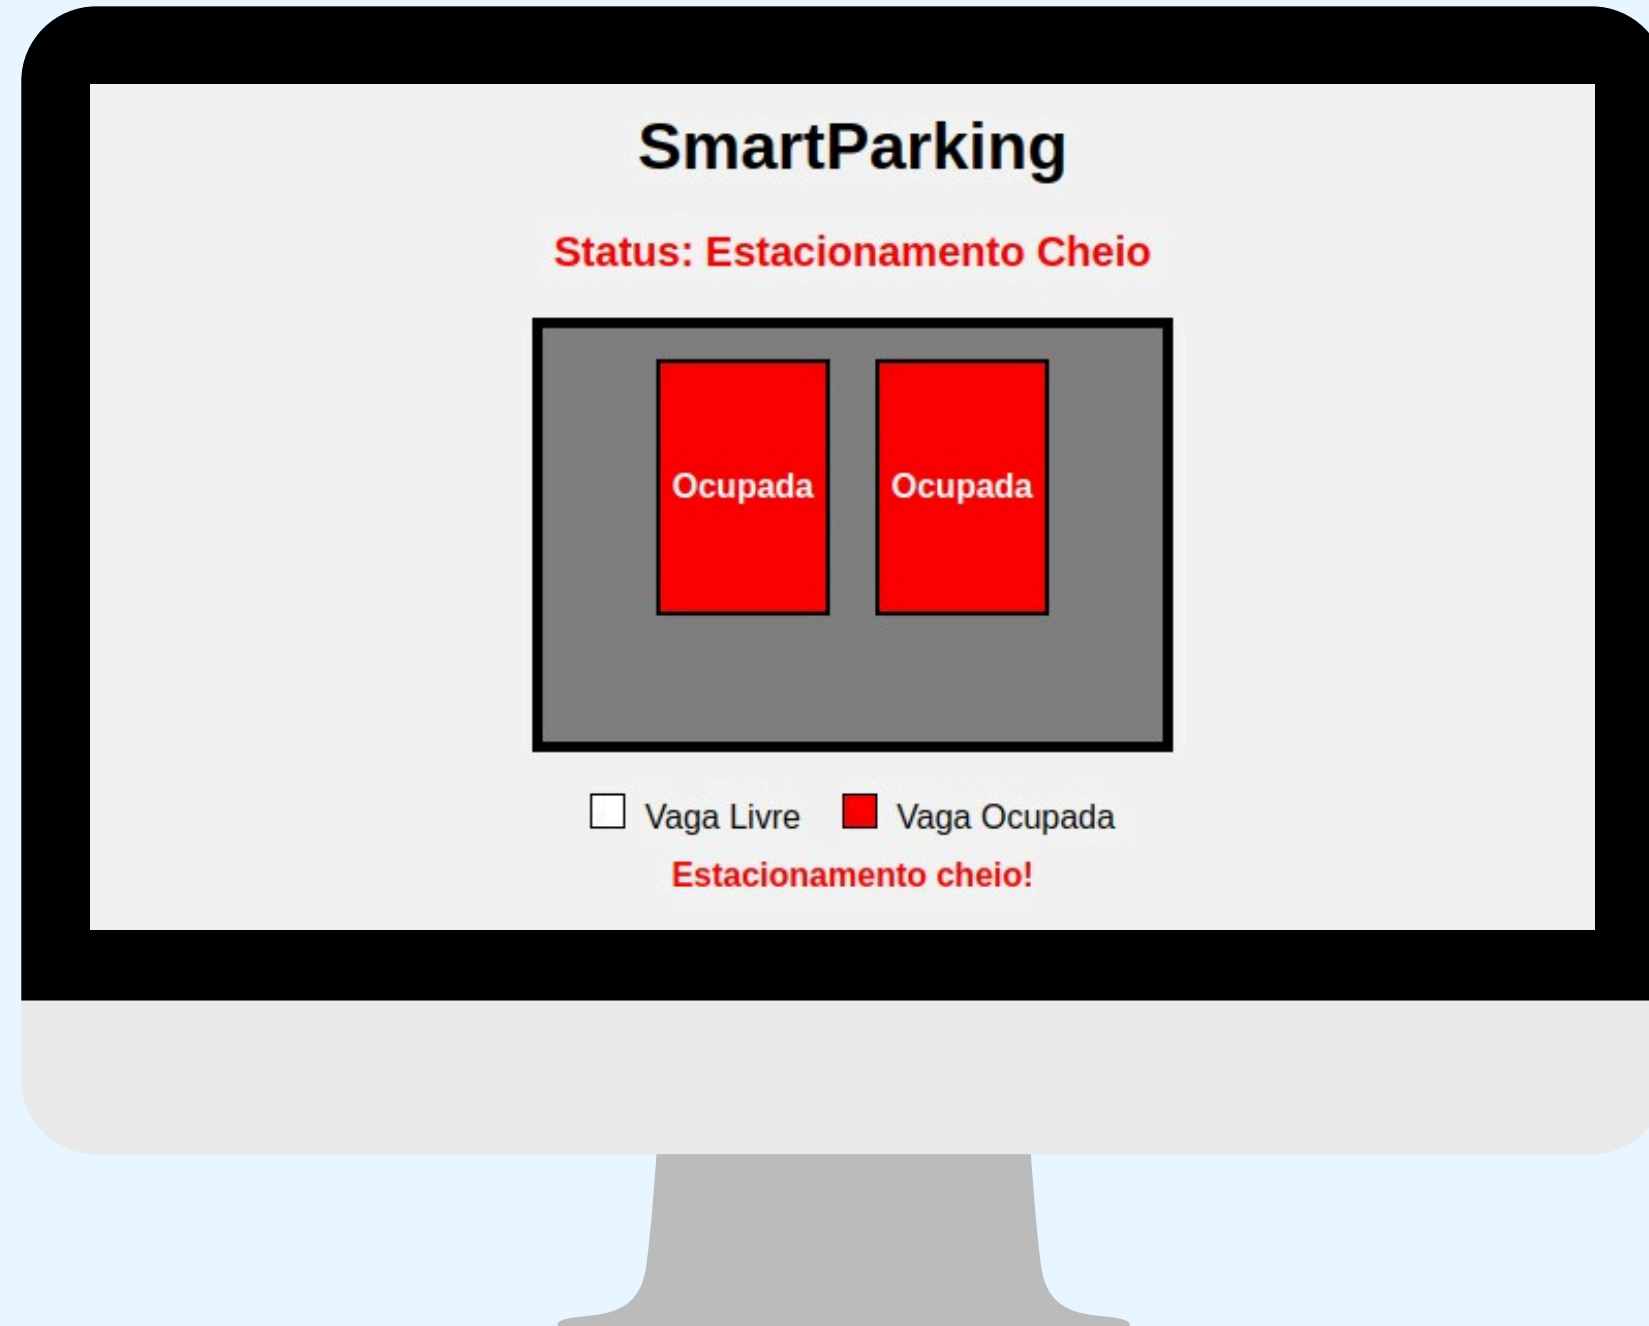 SmartParking
Status: Estacionamento Cheio
Ocupada Ocupada
Vaga Livre Vaga Ocupada
Estacionamento cheio!